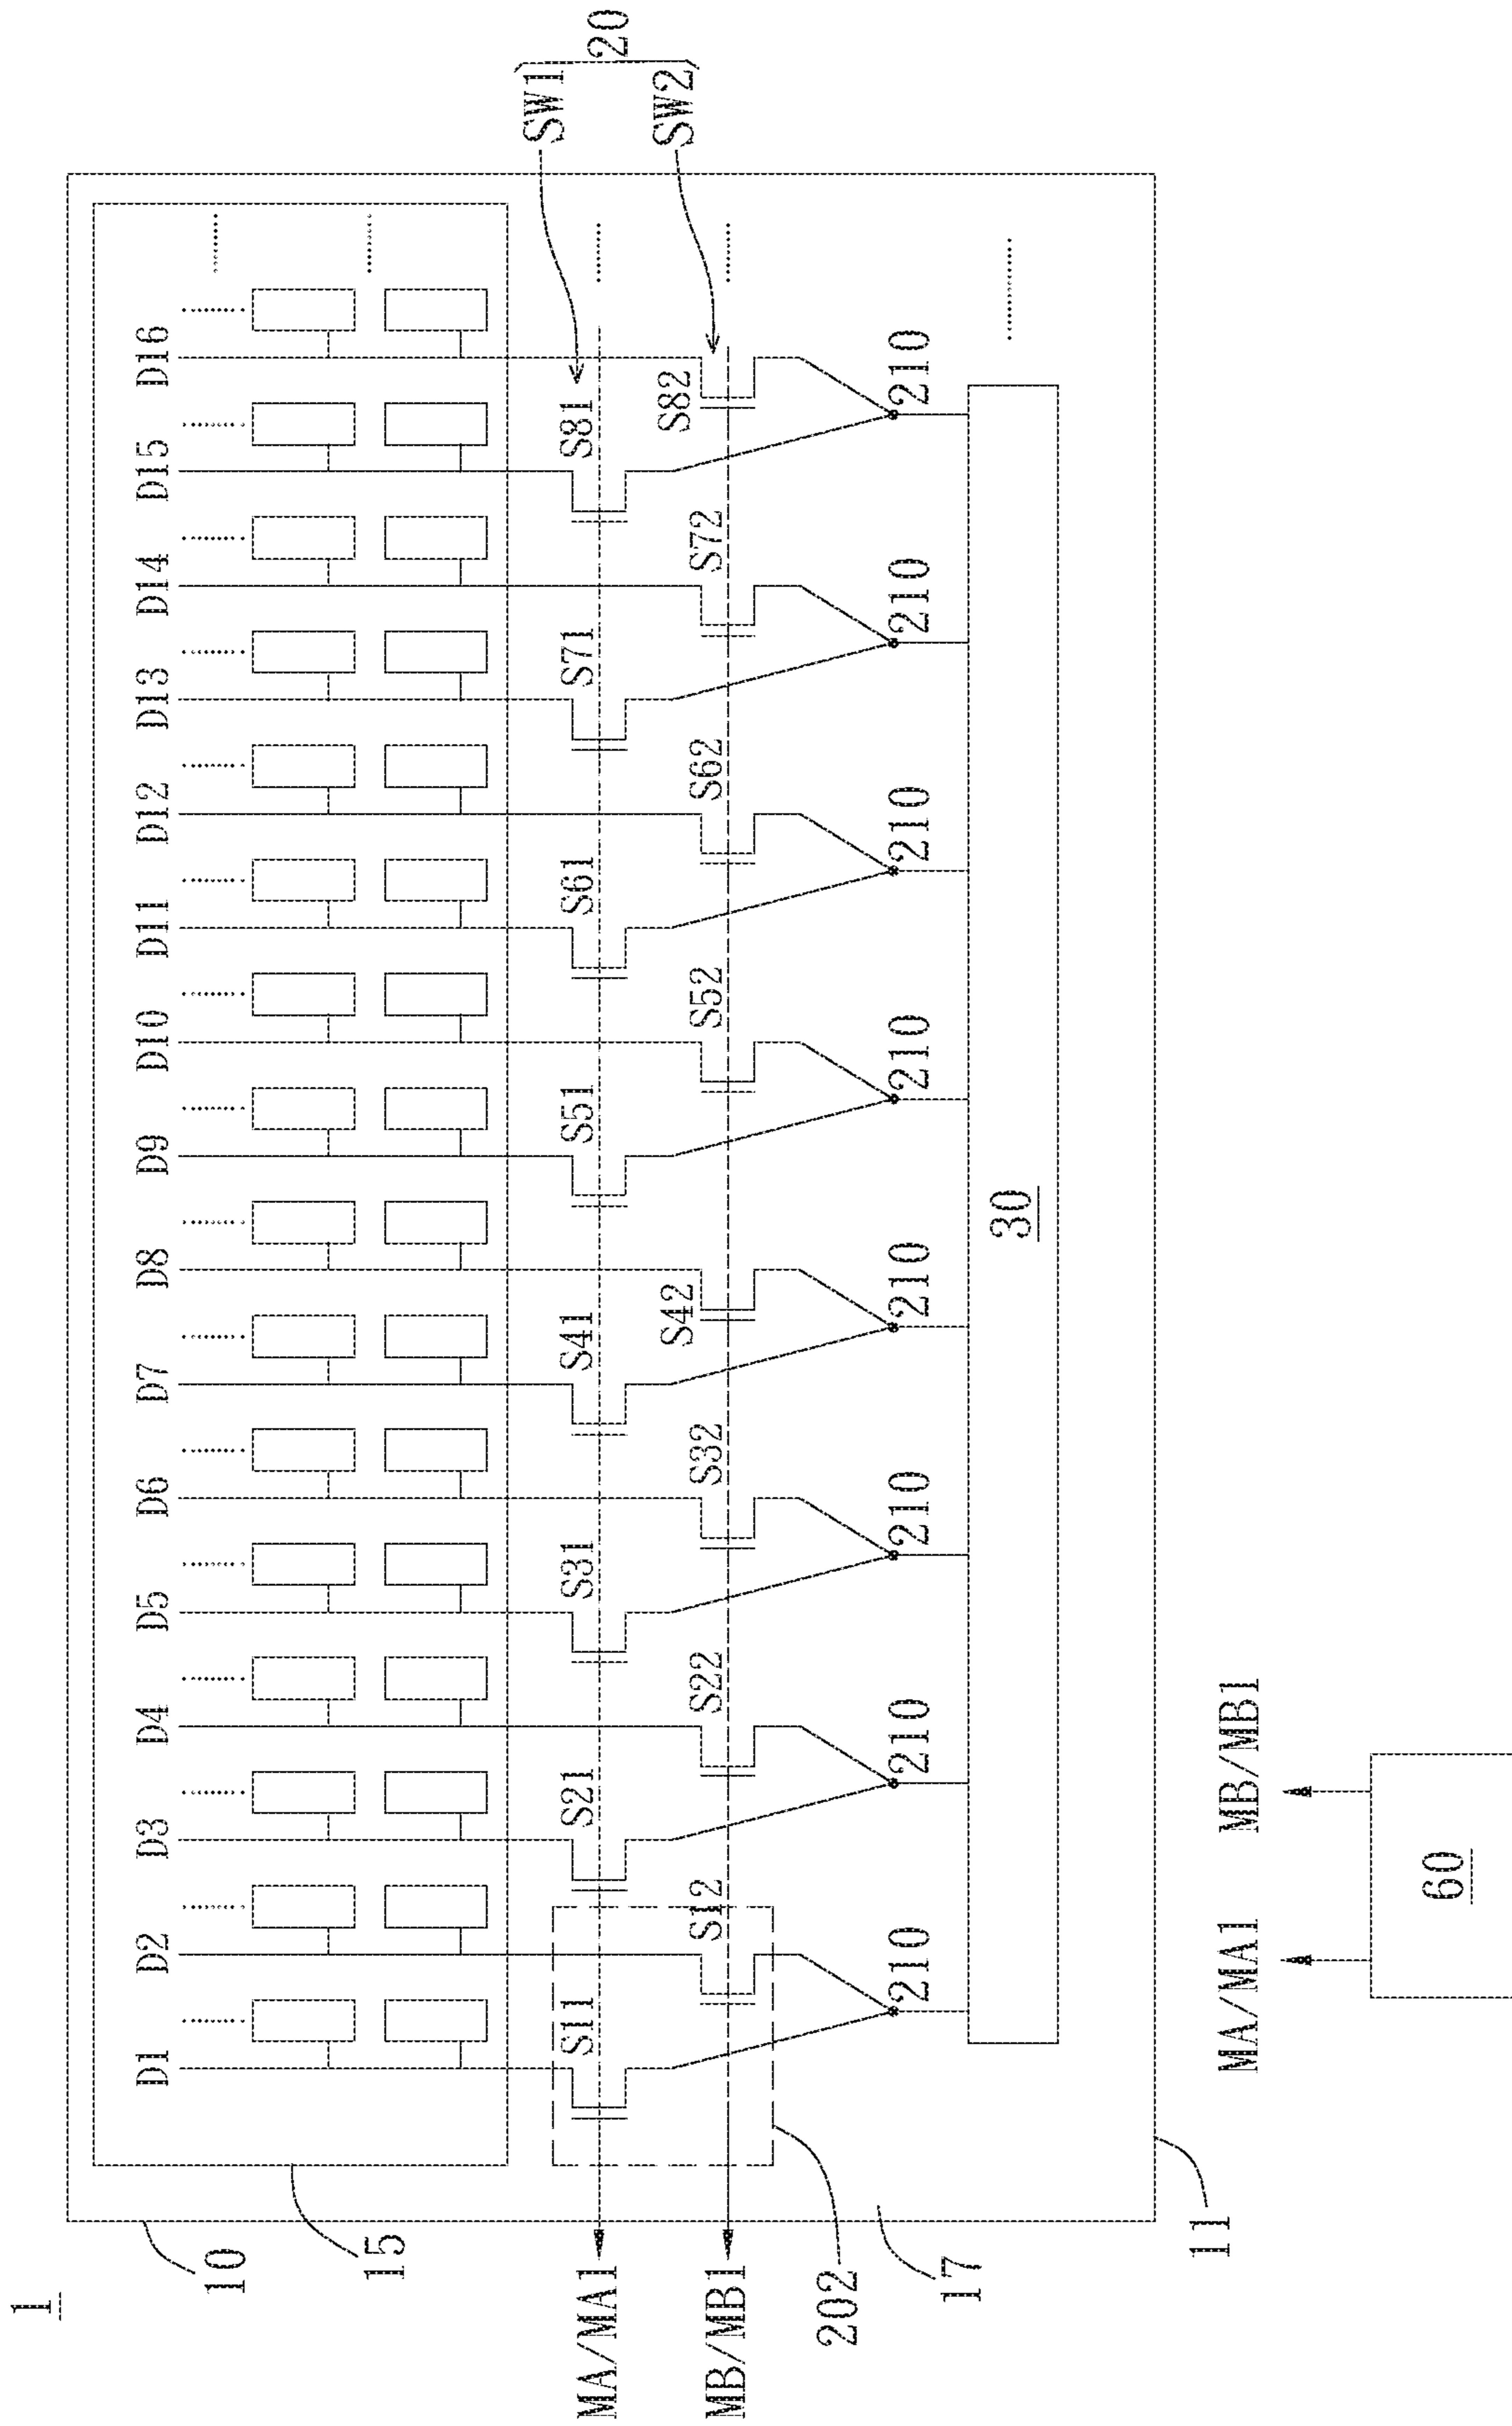 1
10
15
D1 D2 D3 D4 D5 D6 D7 D8 D9 D10 D11 D12 D13 D14 D15 D16
SW1
20
SW2
S11 S21 S31 S41 S51 S61 S71 S81
MA/MA1
S12 S22 S32 S42 S52 S62 S72 S82
MB/MB1
202
210 210 210 210 210 210 210 210
17
30
11
MA/MA1 MB/MB1
60